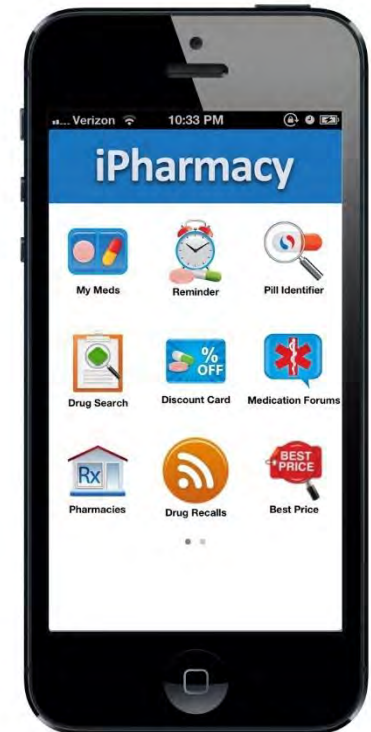 Verizon 10:33 PM
iPharmacy
My Meds Reminder Pill Identifier
% OFF
Drug Search Discount Card Medication Forums
Rx BEST PRICE
Pharmacies Drug Recalls Best Price